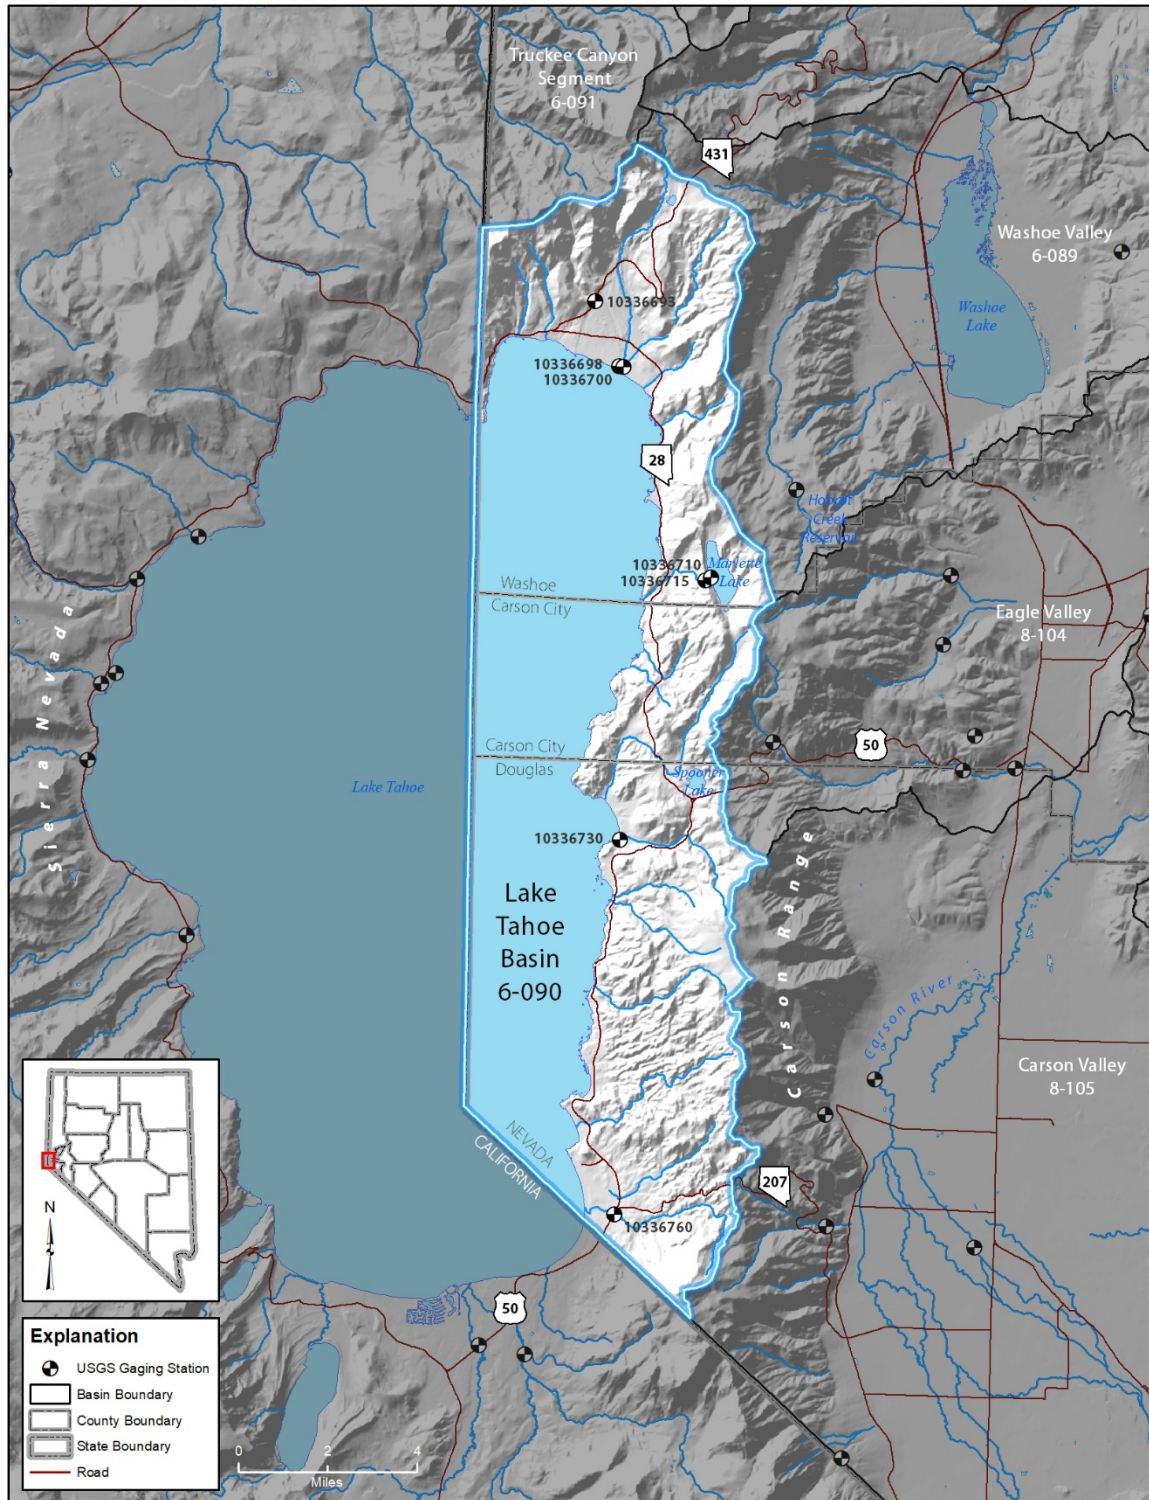 Truckee Canyon
Segment
6-091
431
Washoe Valley
6-089
Washoe
Lake
10336693
10336698
10336700
28
Hobart
Creek
Reservoir
10336710
10336715
Marlette
Lake
Washoe
Carson City
Eagle Valley
8-104
Sierra Nevada
Carson City
Douglas
50
Spooner
Lake
Lake Tahoe
10336730
Lake
Tahoe
Basin
6-090
Carson Range
Carson River
Carson Valley
8-105
NEVADA
CALIFORNIA
207
10336760
50
N
Explanation
USGS Gaging Station
Basin Boundary
County Boundary
State Boundary
Road
0 2 4
Miles